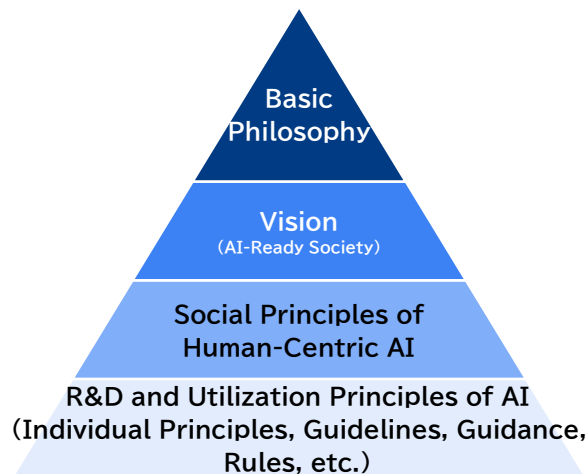 Basic
Philosophy
Vision
(AI-Ready Society)
Social Principles of
Human-Centric AI
R&D and Utilization Principles of AI
(Individual Principles, Guidelines, Guidance,
Rules, etc.)